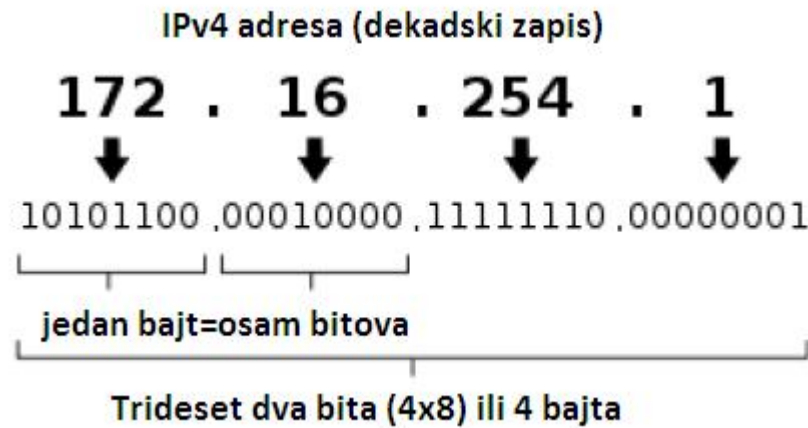 IPv4 adresa (dekadski zapis)
172 . 16 . 254 . 1
10101100 .00010000 .11111110 .00000001
jedan bajt=osam bitova
Trideset dva bita (4x8) ili 4 bajta